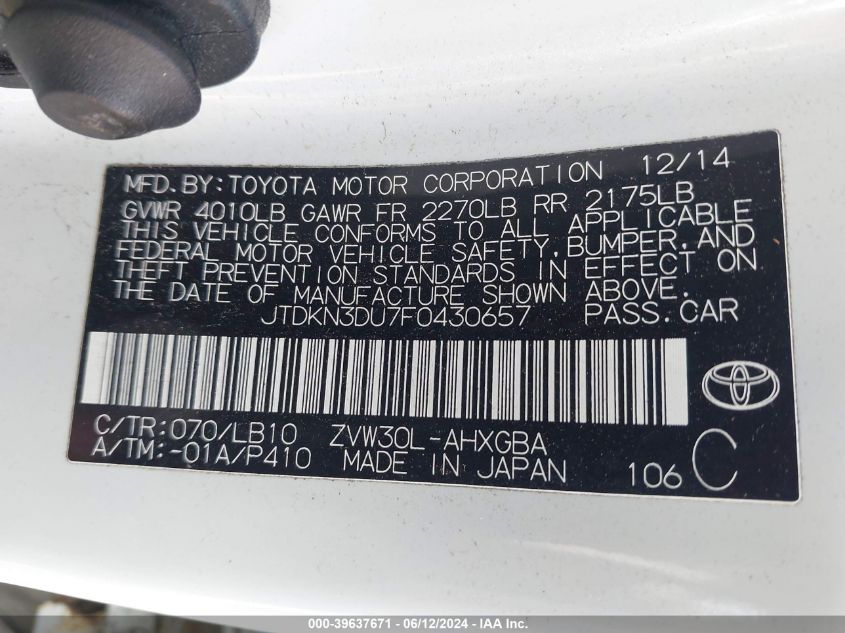 MFD. BY: TOYOTA MOTOR CORPORATION 12/14
GVWR 4010LB GAWR FR 2270LB RR 2175LB
THIS VEHICLE CONFORMS TO ALL APPLICABLE
FEDERAL MOTOR VEHICLE SAFETY, BUMPER, AND
THEFT PREVENTION STANDARDS IN EFFECT ON
THE DATE OF MANUFACTURE SHOWN ABOVE.
JTDKN3DU7F0430657 PASS. CAR
C/TR: 070/LB10 ZVW30L-AHXGBA
A/TM: -01A/P410 MADE IN JAPAN 106 C
000-39637671 - 06/12/2024 - IAA Inc.